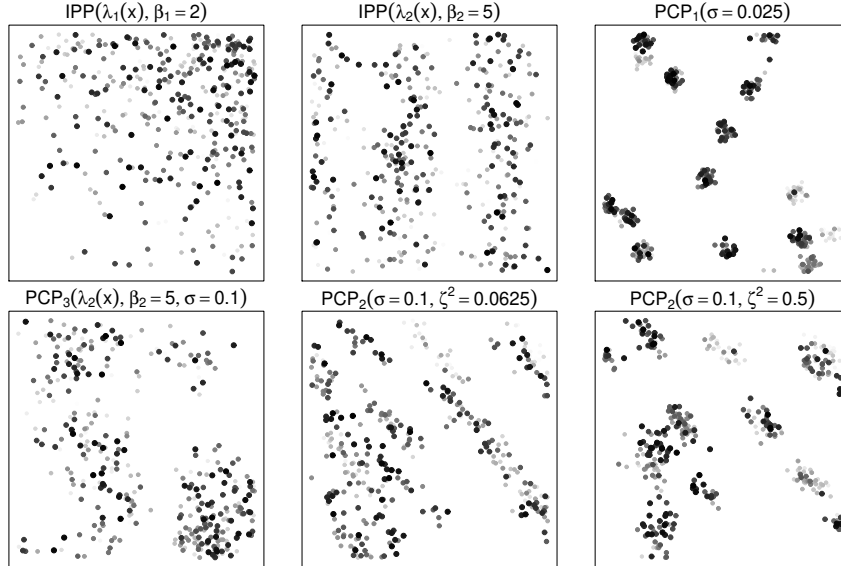 IPP(λ₁(x), β₁ = 2)
IPP(λ₂(x), β₂ = 5)
PCP₁(σ = 0.025)
PCP₃(λ₂(x), β₂ = 5, σ = 0.1)
PCP₂(σ = 0.1, ζ² = 0.0625)
PCP₂(σ = 0.1, ζ² = 0.5)